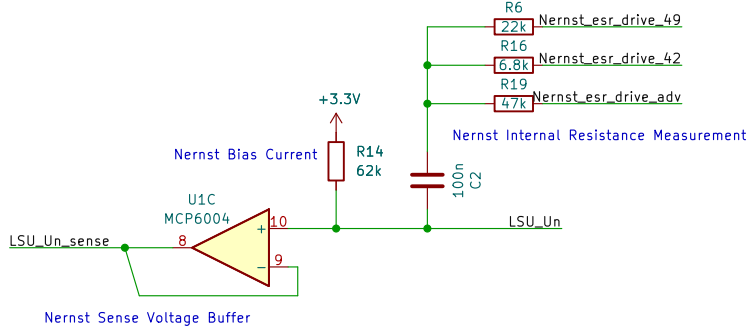 R6
22k
Nernst_esr_drive_49
R16
6.8k
Nernst_esr_drive_42
R19
47k
Nernst_esr_drive_adv
Nernst Internal Resistance Measurement
+3.3V
Nernst Bias Current
R14
62k
100n
C2
U1C
MCP6004
LSU_Un_sense
8
+
10
-
9
LSU_Un
Nernst Sense Voltage Buffer